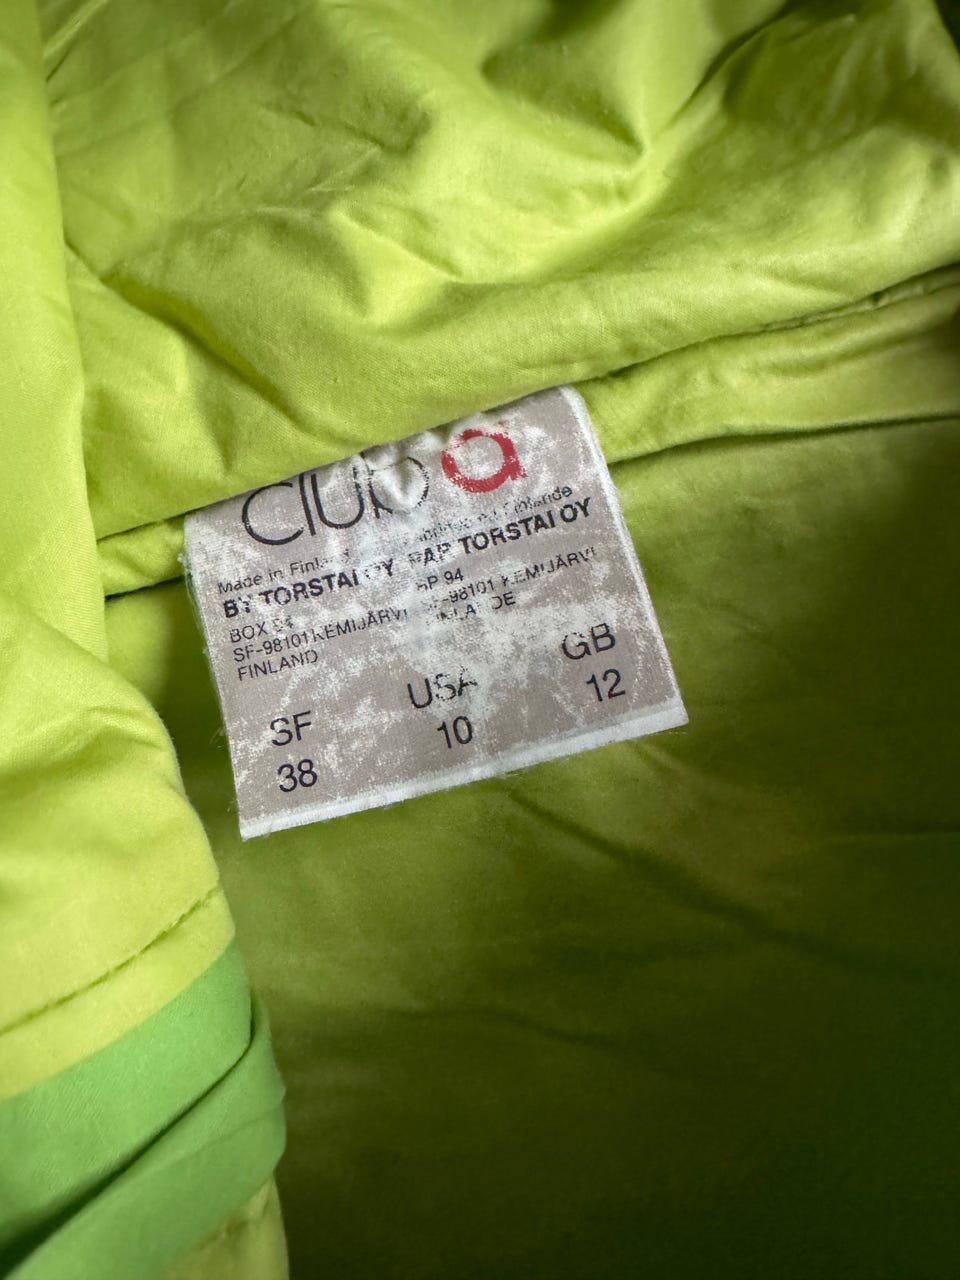 club a
Made in
BY TORSTAI OY PAR TORSTAI OY
BOX 94 BP 94
SF-98101 KEMIJÄRVI SF-98101 KEMIJÄRVI
FINLAND FINLANDE
SF USA GB
38 10 12